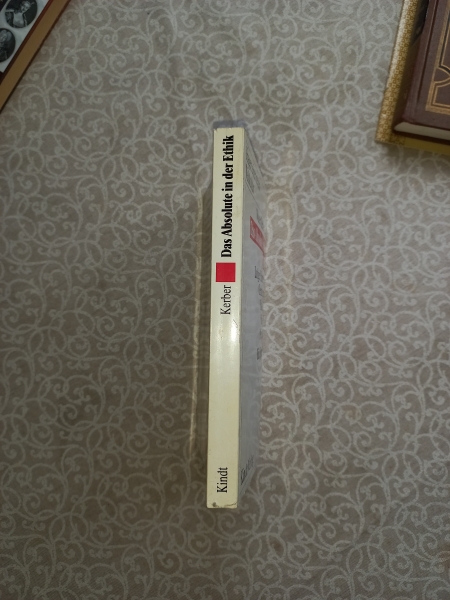 Das Absolute in der Ethik
Kerber
Kindt